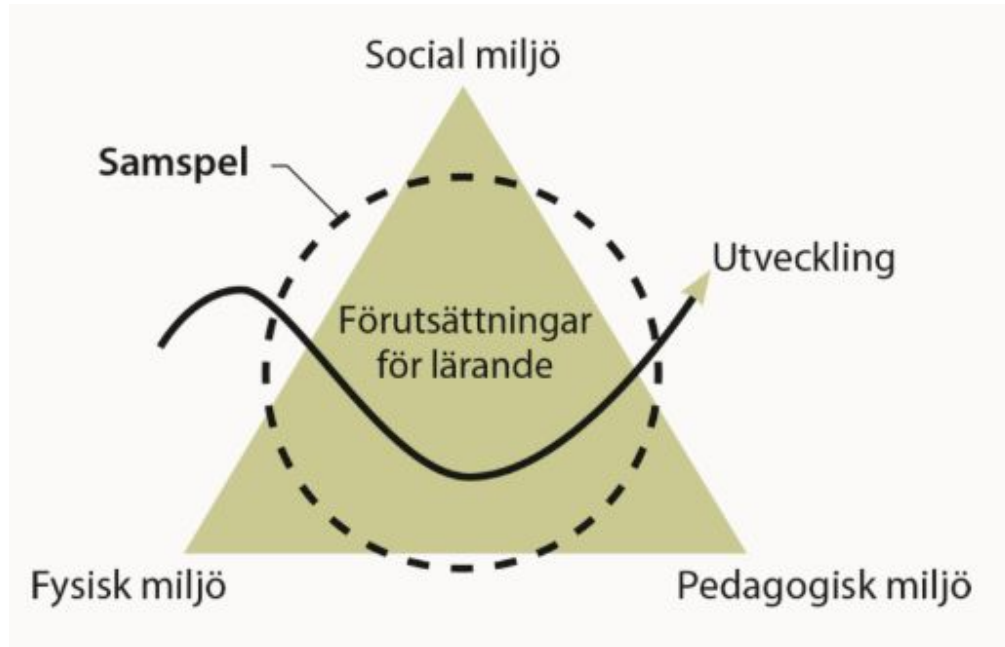 Social miljö
Samspel
Utveckling
Förutsättningar
för lärande
Fysisk miljö
Pedagogisk miljö